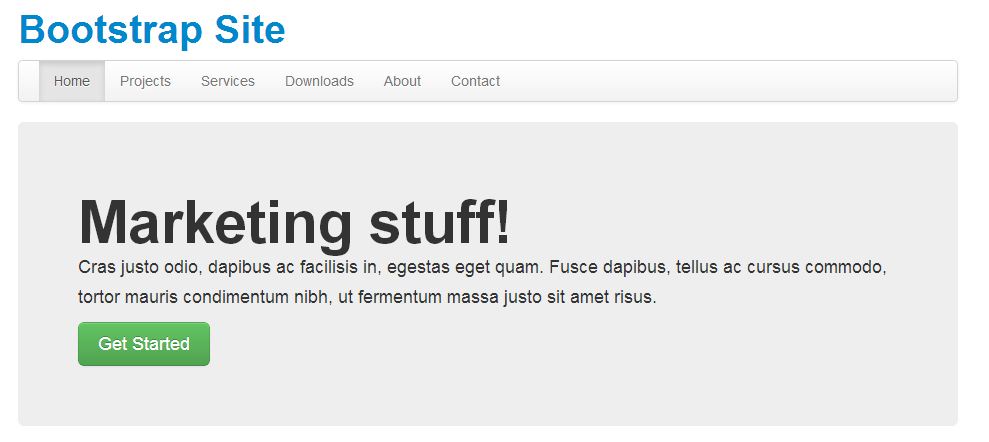 Bootstrap Site
Home Projects Services Downloads About Contact
Marketing stuff!
Cras justo odio, dapibus ac facilisis in, egestas eget quam. Fusce dapibus, tellus ac cursus commodo,
tortor mauris condimentum nibh, ut fermentum massa justo sit amet risus.
Get Started